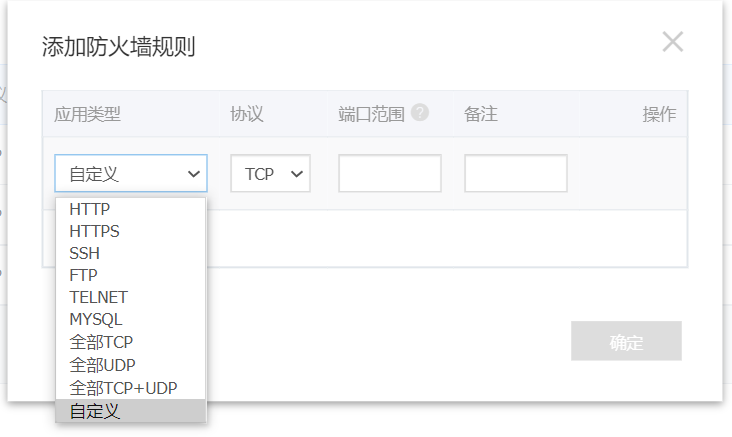 添加防火墙规则
应用类型 协议 端口范围 ? 备注 操作
自定义 TCP
HTTP
HTTPS
SSH
FTP
TELNET
MYSQL
全部TCP
全部UDP
全部TCP+UDP
自定义
确定